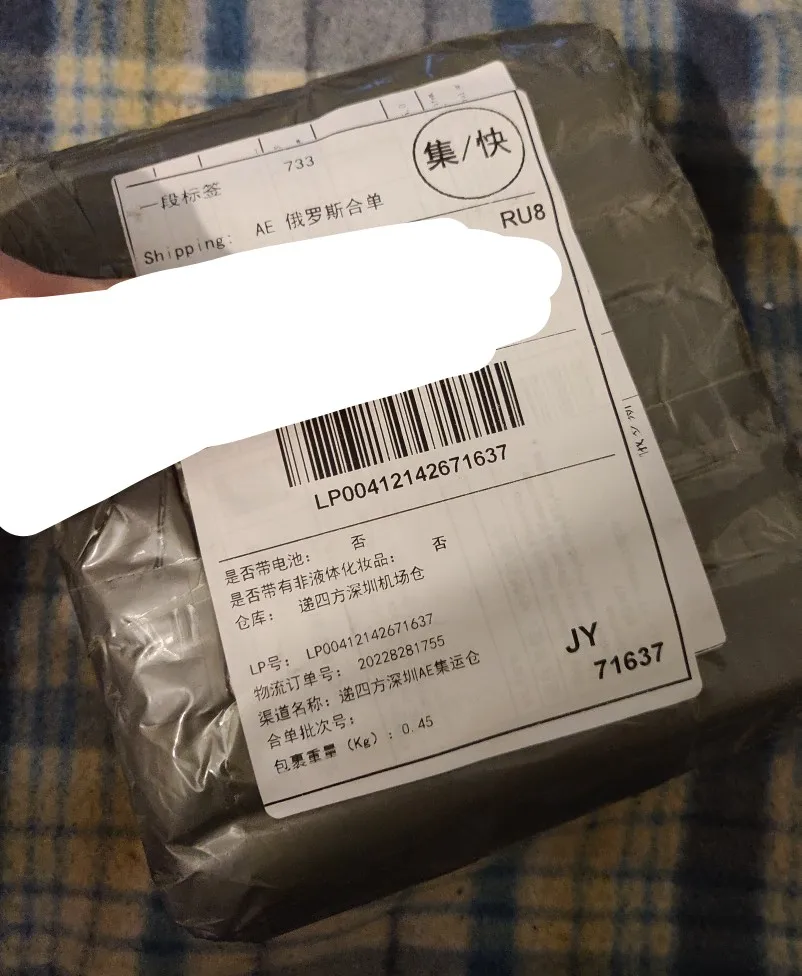 733
集/快
一段标签
Shipping: AE 俄罗斯合单
RU8
LP00412142671637
是否带电池: 否
是否带有非液体化妆品: 否
仓库: 递四方深圳机场仓
LP号: LP00412142671637
物流订单号: 20228281755
渠道名称: 递四方深圳AE集运仓
合单批次号:
包裹重量 (Kg) : 0.45
JY
71637